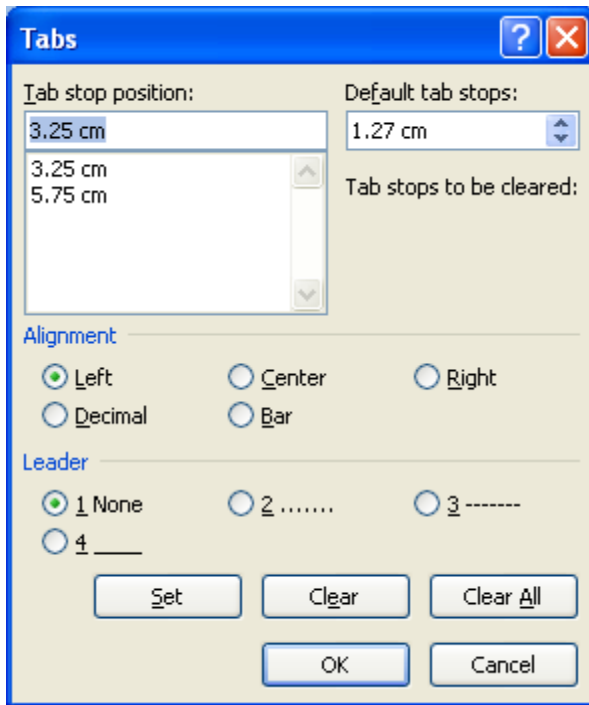 Tabs
Tab stop position:
Default tab stops:
3.25 cm
1.27 cm
3.25 cm
5.75 cm
Tab stops to be cleared:
Alignment
Left
Center
Right
Decimal
Bar
Leader
1 None
2 .......
3 -------
4 ____
Set
Clear
Clear All
OK
Cancel